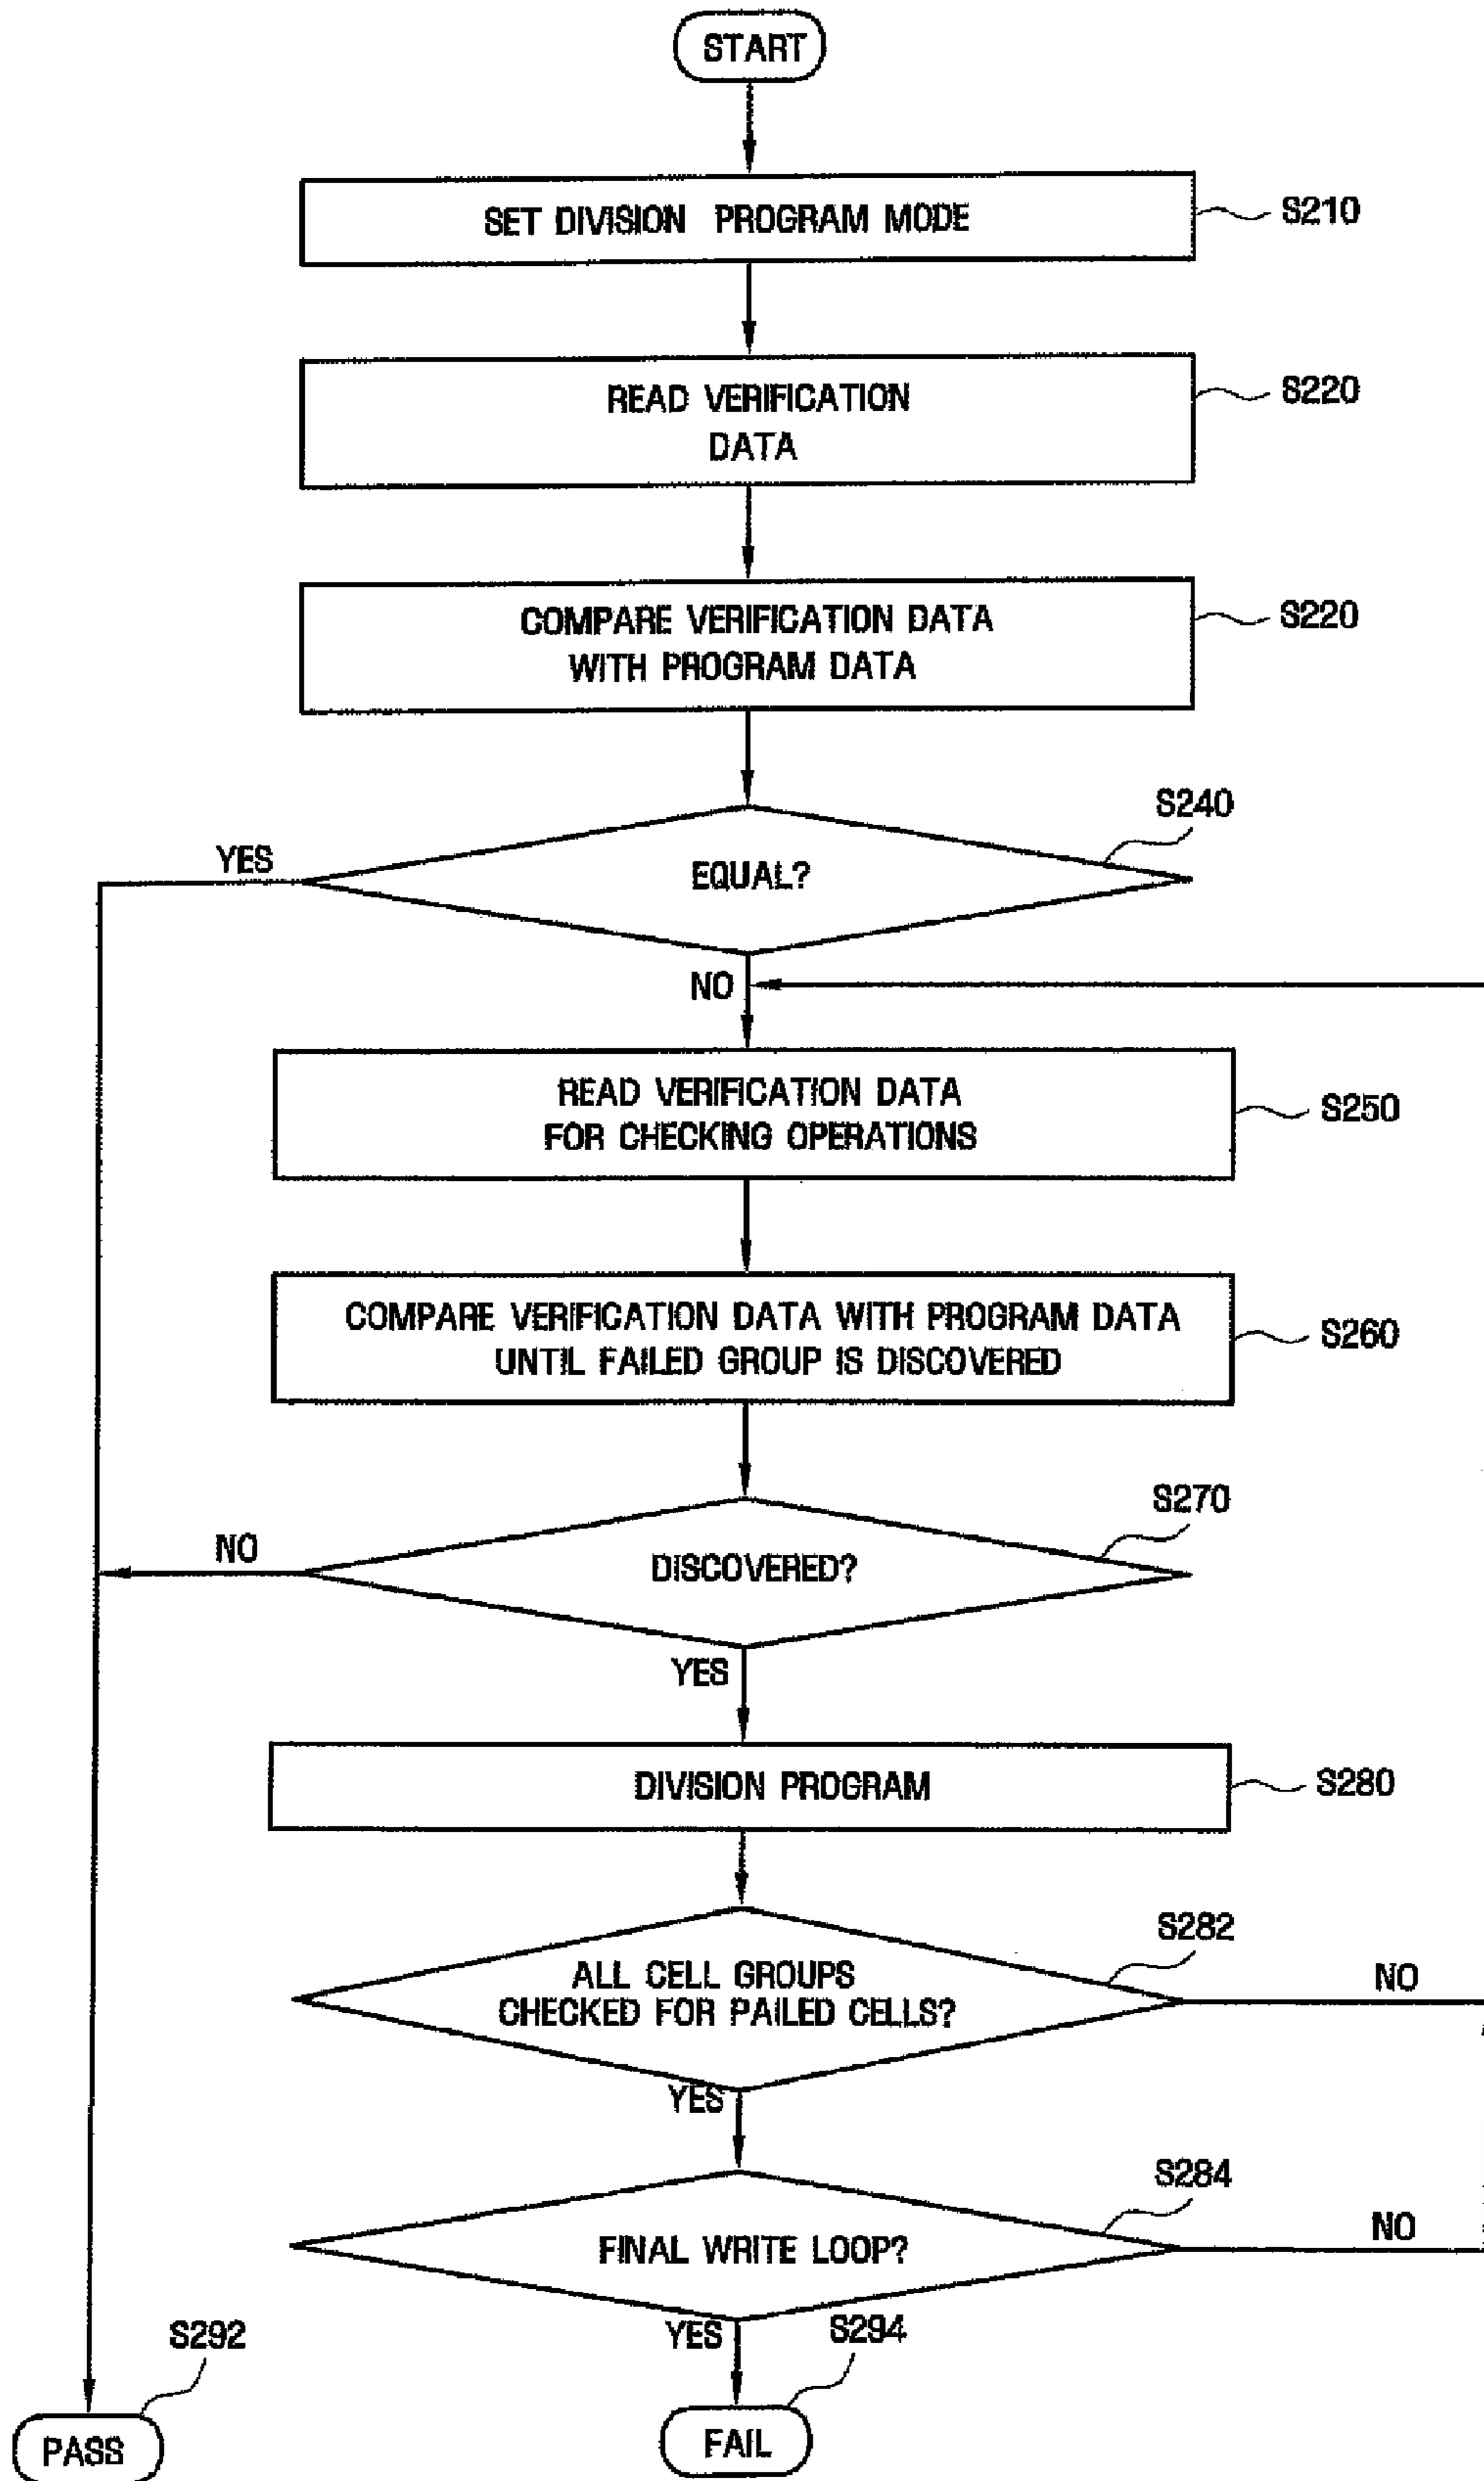 START
SET DIVISION PROGRAM MODE
S210
READ VERIFICATION
DATA
S220
COMPARE VERIFICATION DATA
WITH PROGRAM DATA
S220
S240
YES
EQUAL?
NO
READ VERIFICATION DATA
FOR CHECKING OPERATIONS
S250
COMPARE VERIFICATION DATA WITH PROGRAM DATA
UNTIL FAILED GROUP IS DISCOVERED
S260
S270
NO
DISCOVERED?
YES
DIVISION PROGRAM
S280
S282
ALL CELL GROUPS
CHECKED FOR PAILED CELLS?
NO
YES
S284
FINAL WRITE LOOP?
NO
YES
S292
S294
PASS
FAIL